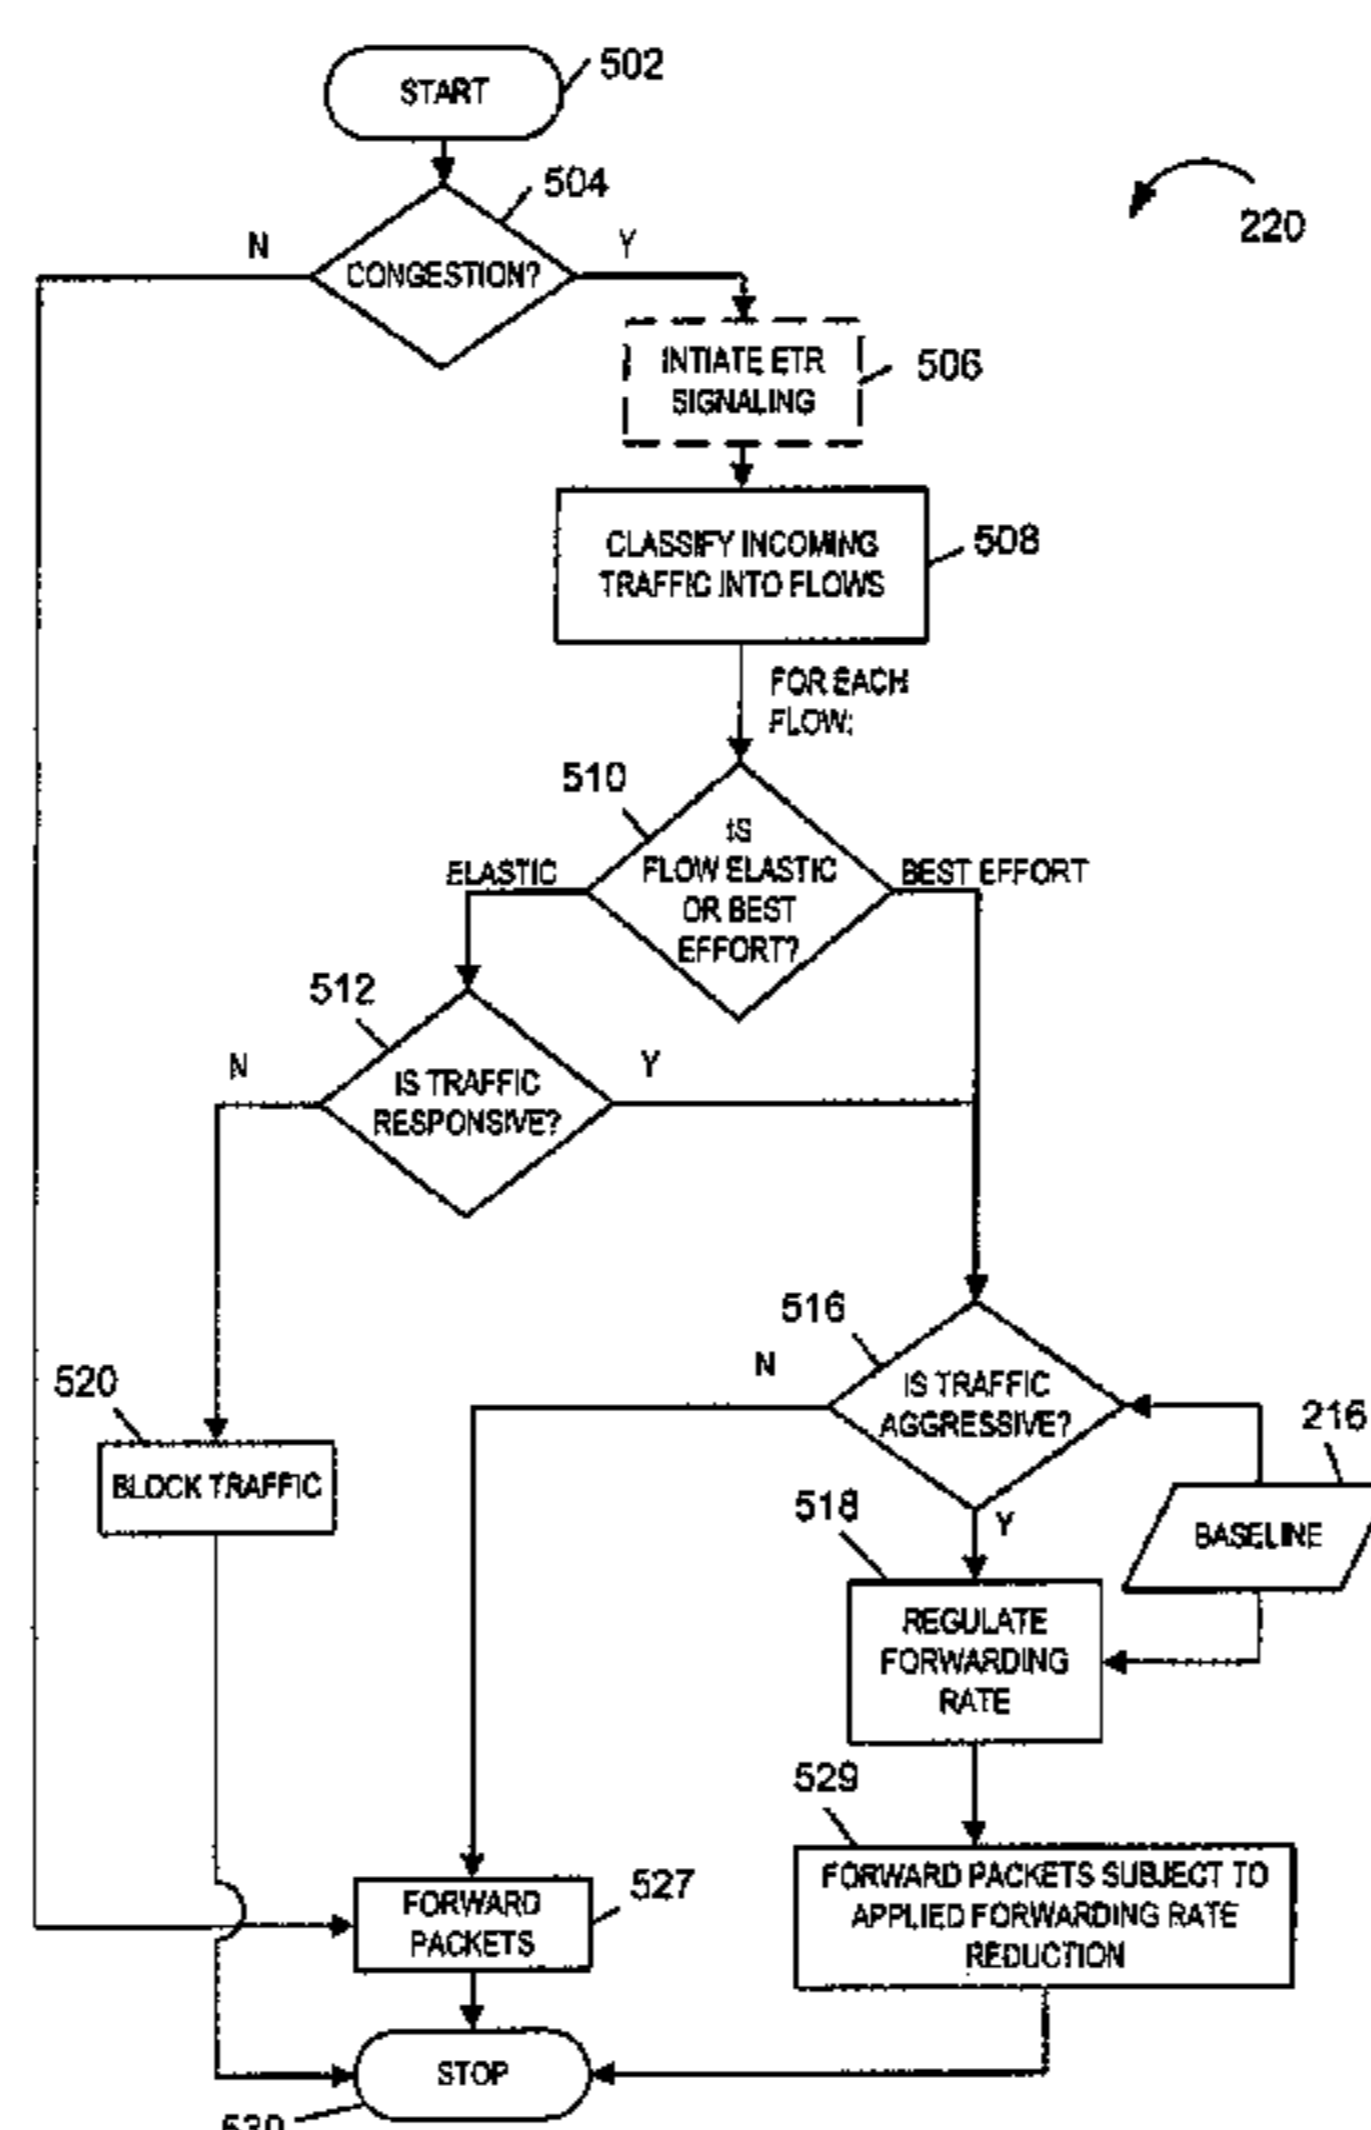 START
502
504
N
Y
CONGESTION?
220
INTIATE ETR
SIGNALING
506
CLASSIFY INCOMING
TRAFFIC INTO FLOWS
508
FOR EACH
FLOW:
510
IS
FLOW ELASTIC
OR BEST
EFFORT?
ELASTIC
BEST EFFORT
512
N
Y
IS TRAFFIC
RESPONSIVE?
516
N
IS TRAFFIC
AGGRESSIVE?
Y
216
BASELINE
520
BLOCK TRAFFIC
518
REGULATE
FORWARDING
RATE
529
FORWARD PACKETS SUBJECT TO
APPLIED FORWARDING RATE
REDUCTION
FORWARD
PACKETS
527
STOP
530